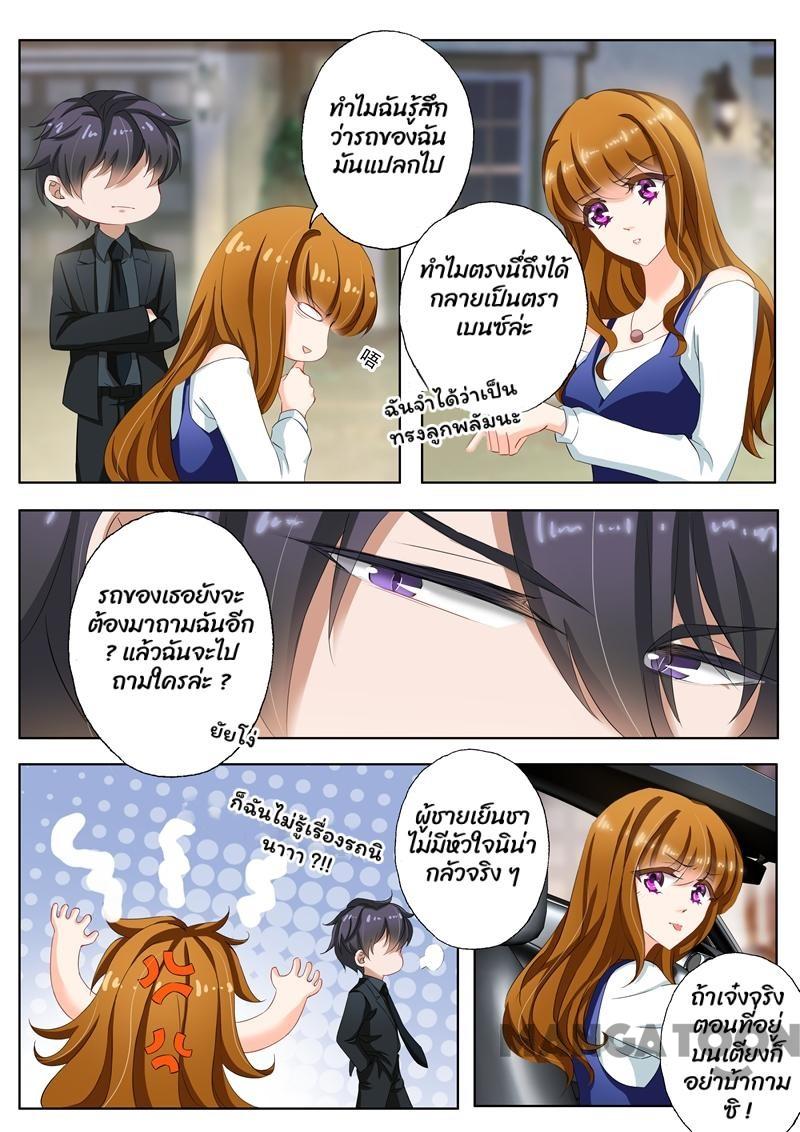 ทำไมฉันรู้สึก
ว่ารถของฉัน
มันแปลกไป
唔
ทำไมตรงนี้ถึงได้
กลายเป็นตรา
เบนซ์ล่ะ
ฉันจำได้ว่าเป็น
ทรงลูกพลัมนะ
รถของเธอยังจะ
ต้องมาถามฉันอีก
? แล้วฉันจะไป
ถามใครล่ะ ?
ยัยโง่
ก็ฉันไม่รู้เรื่องรถนิ
นาาา ?!!
ผู้ชายเย็นชา
ไม่มีหัวใจนิน่า
กลัวจริง ๆ
ถ้าเจ๋งจริง
ตอนที่อยู่
บนเตียงก็
อย่าบ้ากาม
ซิ !
MANGATOON